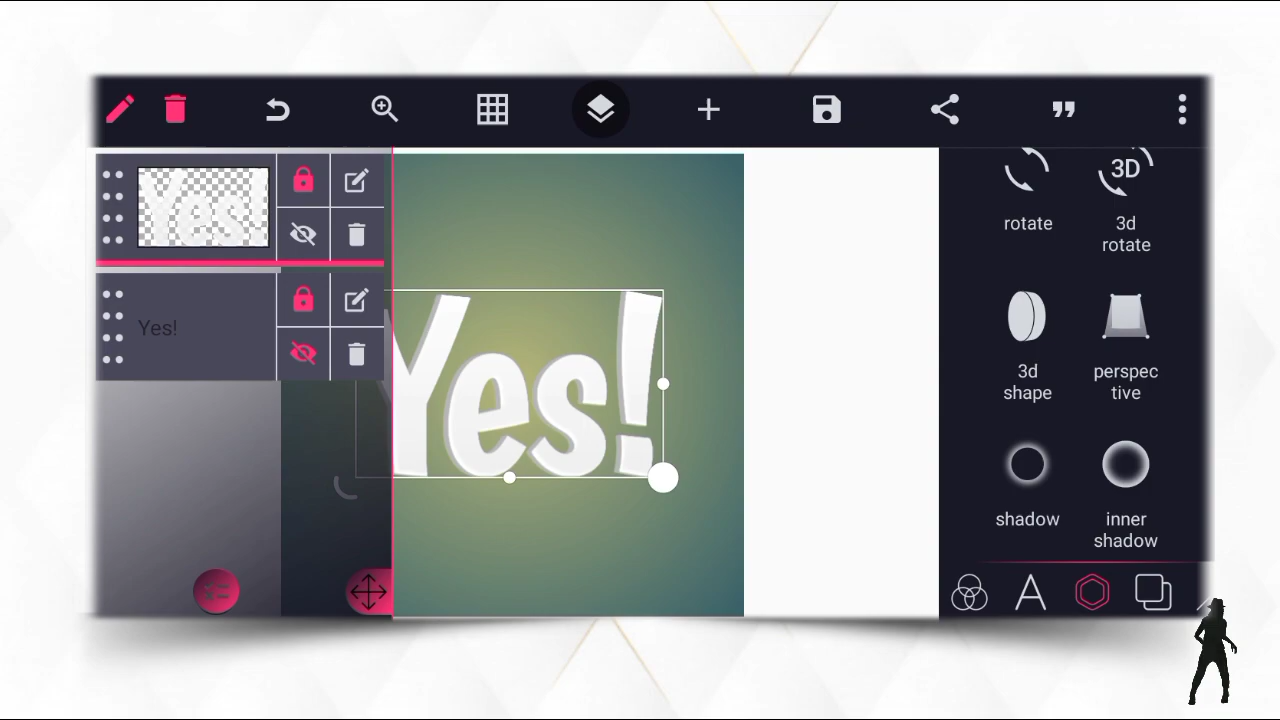 Yes!
Yes!
Yes!
3D
rotate
3d
rotate
3d
shape
perspec
tive
shadow
inner
shadow
A